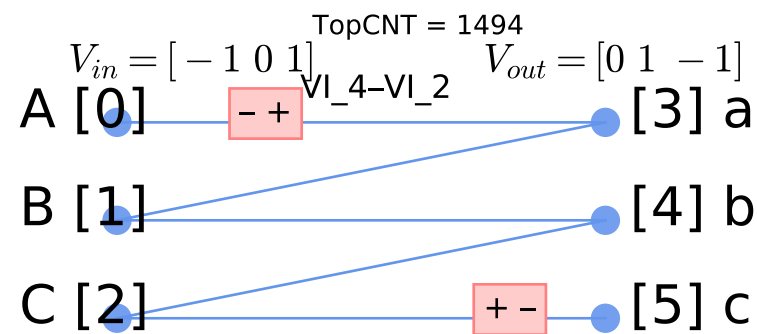 TopCNT = 1494
V_in = [ − 1 0 1] V_out = [0 1 − 1]
VI_4–VI_2
A [0] – + [3] a
B [1] [4] b
C [2] + – [5] c